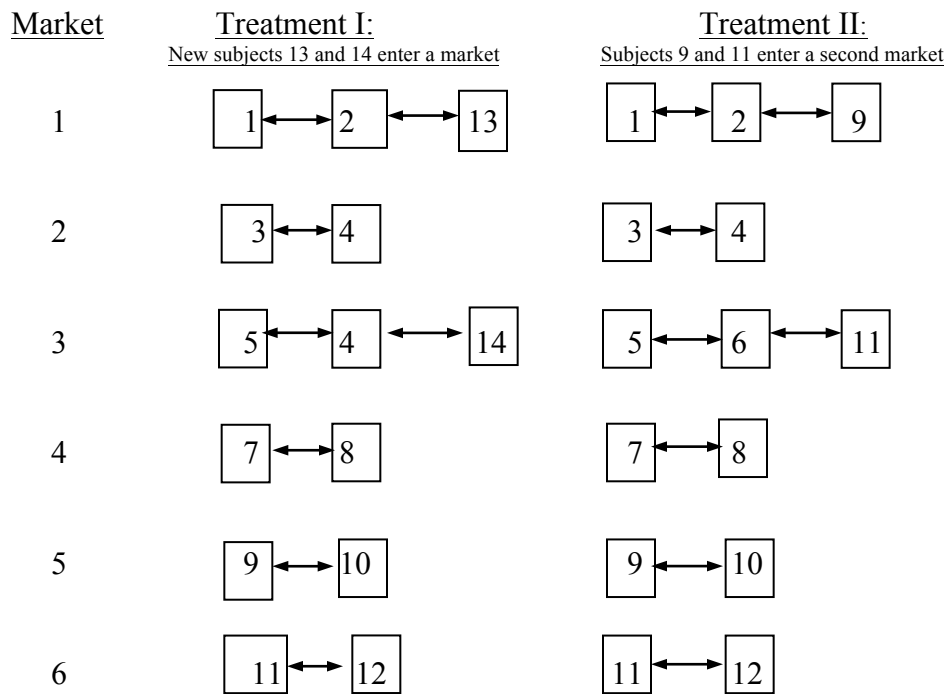 Market Treatment I: Treatment II:
New subjects 13 and 14 enter a market Subjects 9 and 11 enter a second market
1 1 2 13 1 2 9
2 3 4 3 4
3 5 4 14 5 6 11
4 7 8 7 8
5 9 10 9 10
6 11 12 11 12